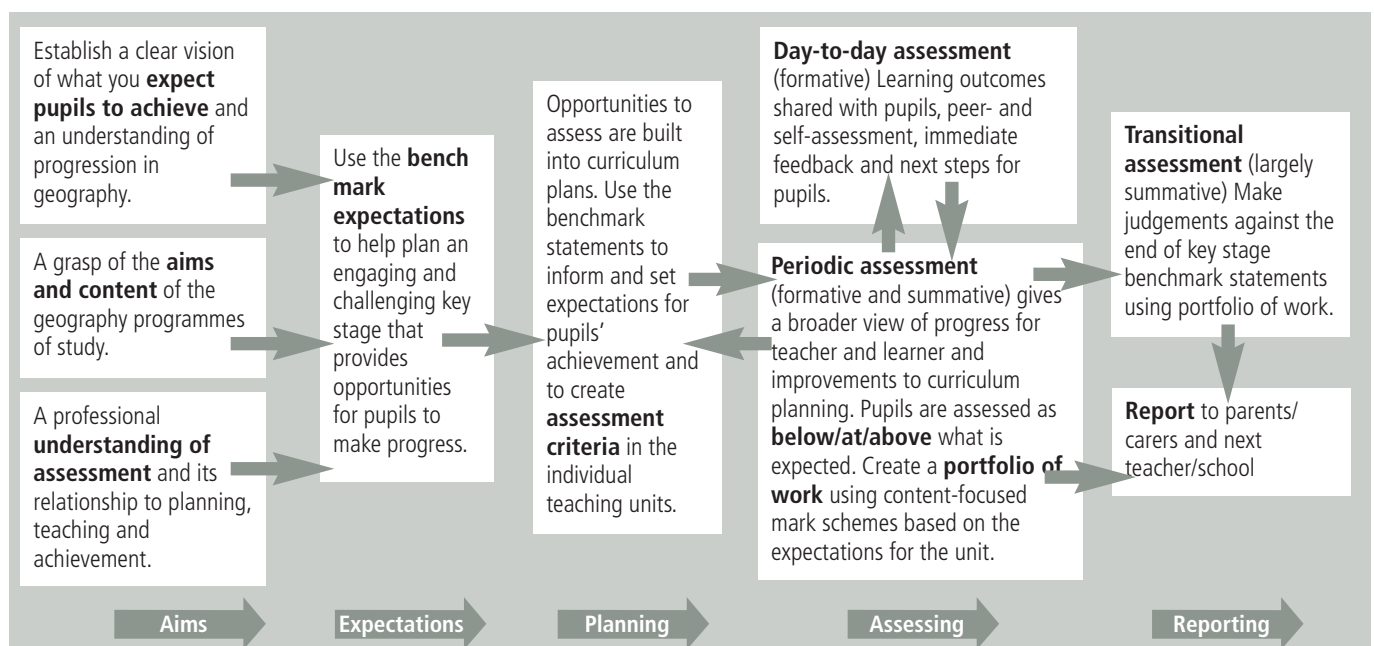 Establish a clear vision
of what you expect
pupils to achieve and
an understanding of
progression in
geography.
A grasp of the aims
and content of the
geography programmes
of study.
A professional
understanding of
assessment and its
relationship to planning,
teaching and
achievement.
Use the bench
mark
expectations
to help plan an
engaging and
challenging key
stage that
provides
opportunities
for pupils to
make progress.
Opportunities to
assess are built
into curriculum
plans. Use the
benchmark
statements to
inform and set
expectations for
pupils'
achievement and
to create
assessment
criteria in the
individual
teaching units.
Day-to-day assessment
(formative) Learning outcomes
shared with pupils, peer- and
self-assessment, immediate
feedback and next steps for
pupils.
Periodic assessment
(formative and summative) gives
a broader view of progress for
teacher and learner and
improvements to curriculum
planning. Pupils are assessed as
below/at/above what is
expected. Create a portfolio of
work using content-focused
mark schemes based on the
expectations for the unit.
Transitional
assessment (largely
summative) Make
judgements against the
end of key stage
benchmark statements
using portfolio of work.
Report to parents/
carers and next
teacher/school
Aims
Expectations
Planning
Assessing
Reporting